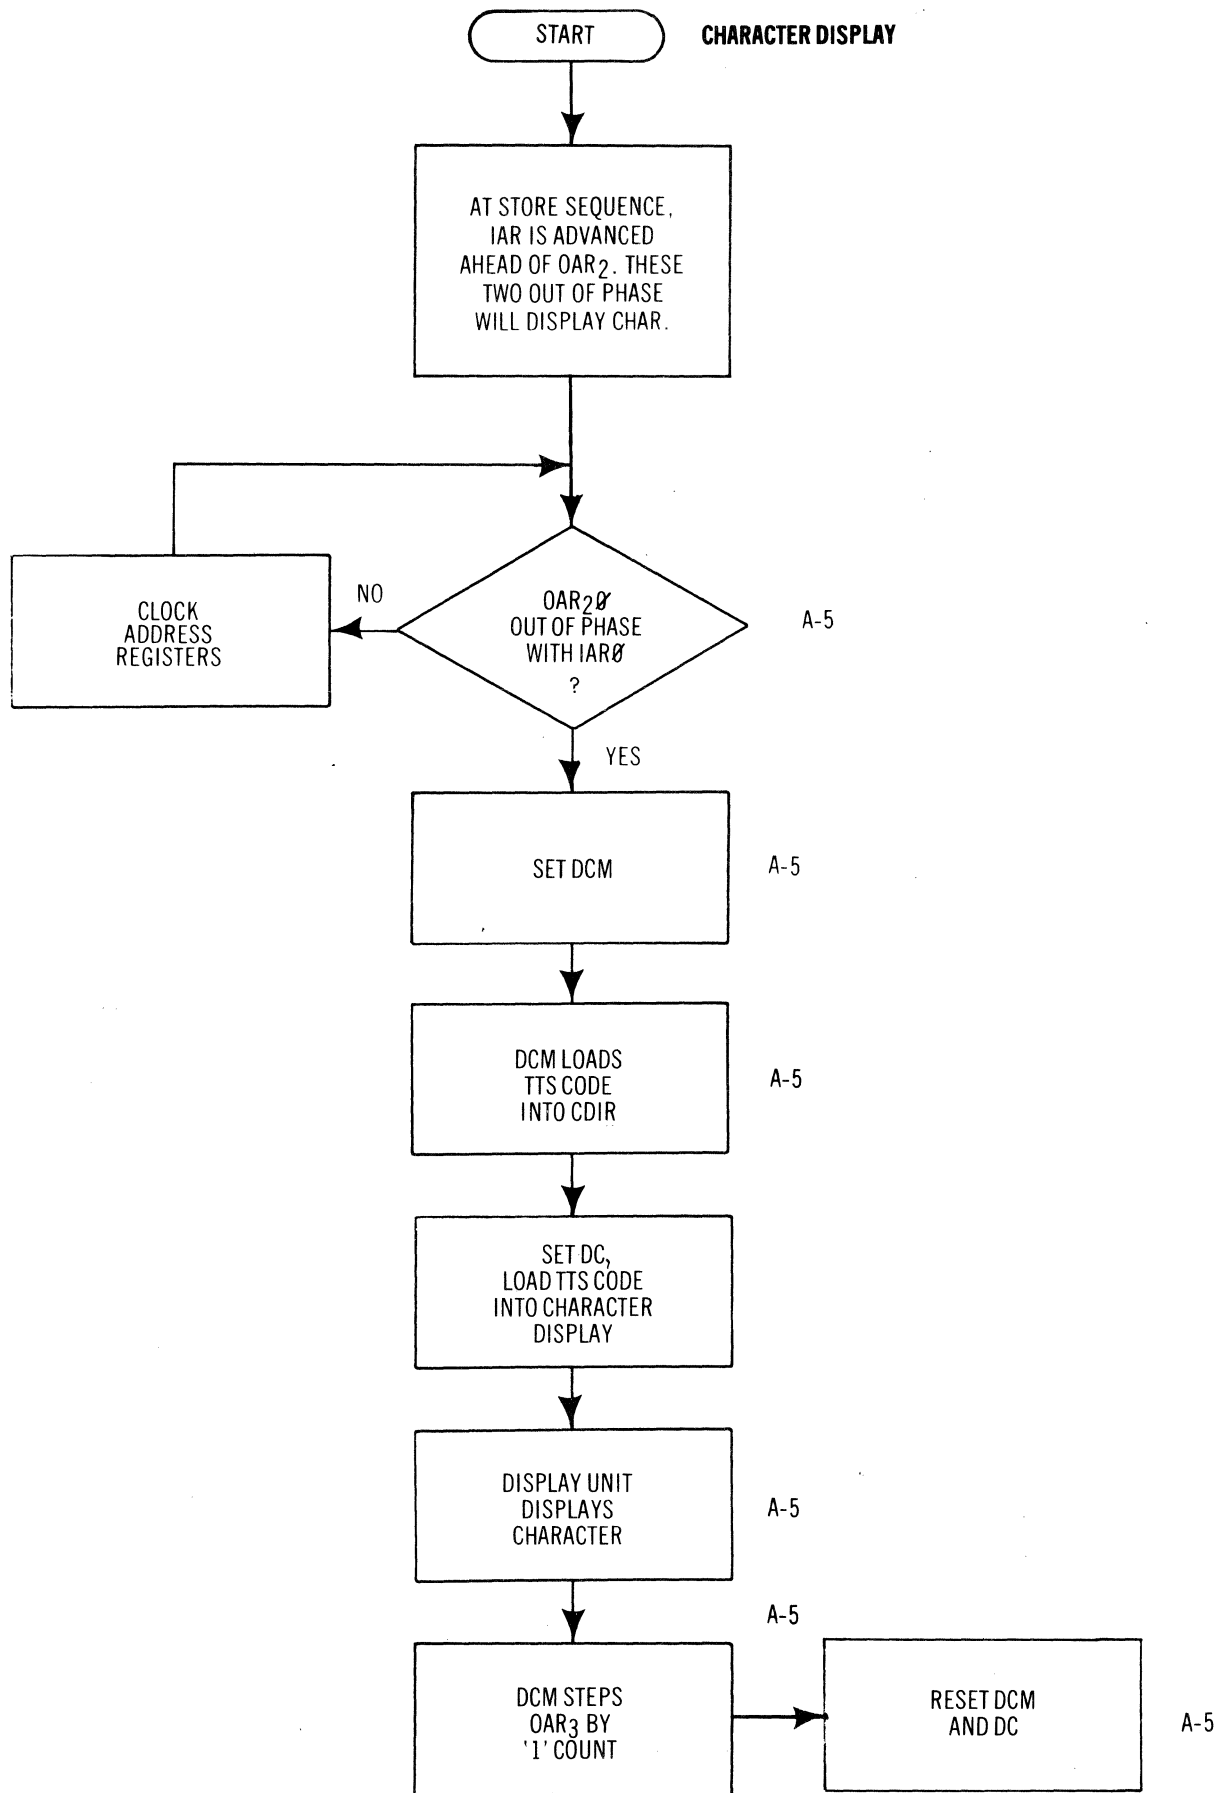 START
CHARACTER DISPLAY
AT STORE SEQUENCE,
IAR IS ADVANCED
AHEAD OF OAR2. THESE
TWO OUT OF PHASE
WILL DISPLAY CHAR.
NO
CLOCK
ADDRESS
REGISTERS
OAR2Ø
OUT OF PHASE
WITH IARØ
?
A-5
YES
SET DCM
A-5
DCM LOADS
TTS CODE
INTO CDIR
A-5
SET DC,
LOAD TTS CODE
INTO CHARACTER
DISPLAY
DISPLAY UNIT
DISPLAYS
CHARACTER
A-5
A-5
DCM STEPS
OAR3 BY
'1' COUNT
RESET DCM
AND DC
A-5